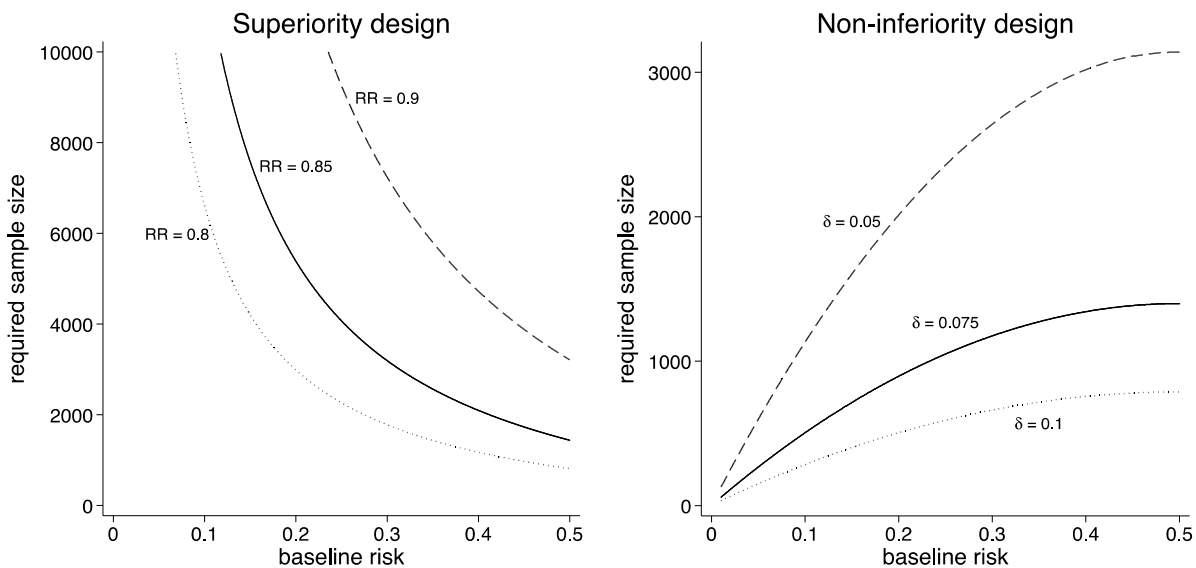 Superiority design
10000
8000
6000
4000
2000
0
required sample size
RR = 0.9
RR = 0.85
RR = 0.8
0 0.1 0.2 0.3 0.4 0.5
baseline risk
Non-inferiority design
3000
2000
1000
0
required sample size
δ = 0.05
δ = 0.075
δ = 0.1
0 0.1 0.2 0.3 0.4 0.5
baseline risk